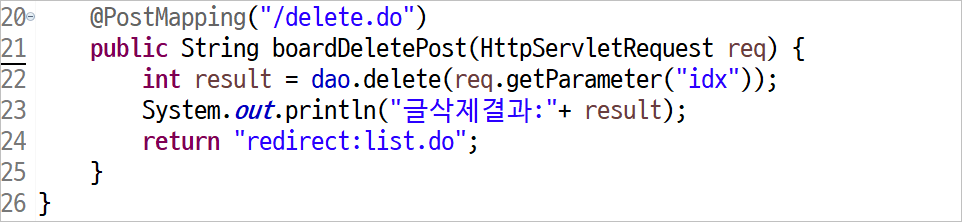 20 @PostMapping("/delete.do")
21 public String boardDeletePost(HttpServletRequest req) {
22 int result = dao.delete(req.getParameter("idx"));
23 System.out.println("글삭제결과:"+ result);
24 return "redirect:list.do";
25 }
26 }